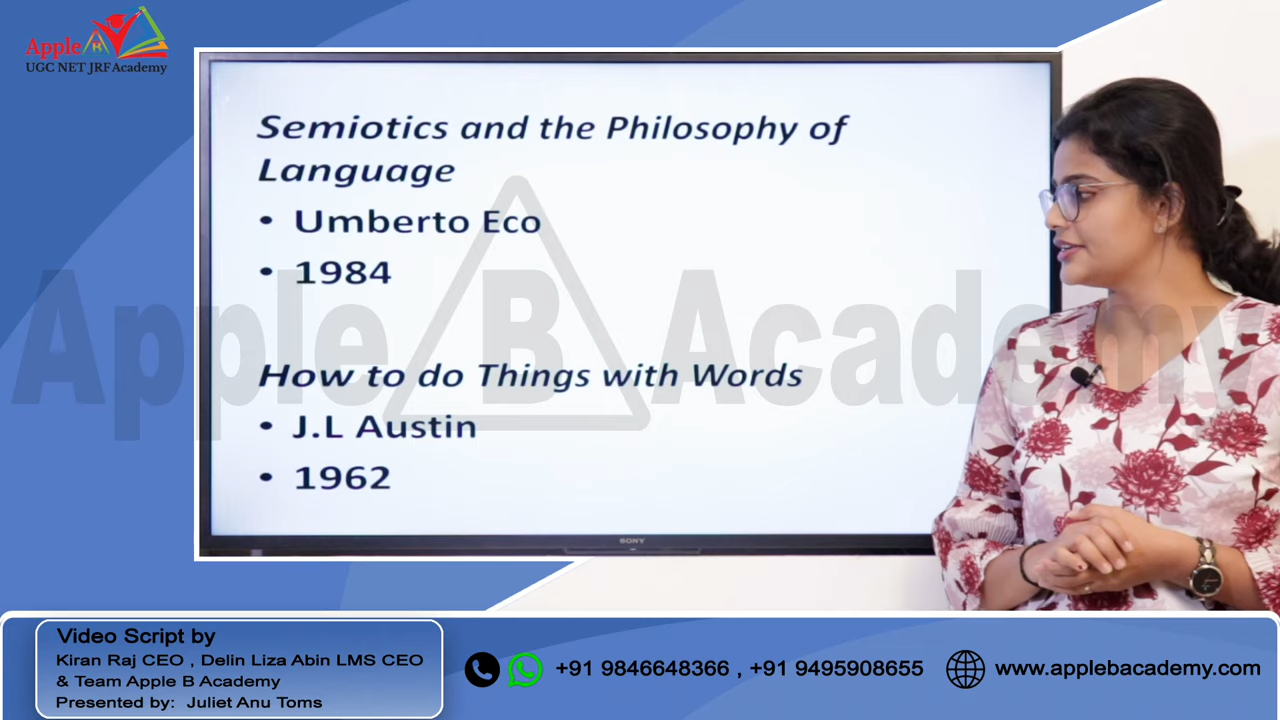 Apple B
UGC NET JRF Academy
Semiotics and the Philosophy of
Language
• Umberto Eco
• 1984
How to do Things with Words
• J.L Austin
• 1962
Apple B Academy
SONY
Video Script by
Kiran Raj CEO , Delin Liza Abin LMS CEO
& Team Apple B Academy
Presented by: Juliet Anu Toms
+91 9846648366 , +91 9495908655
www.applebacademy.com